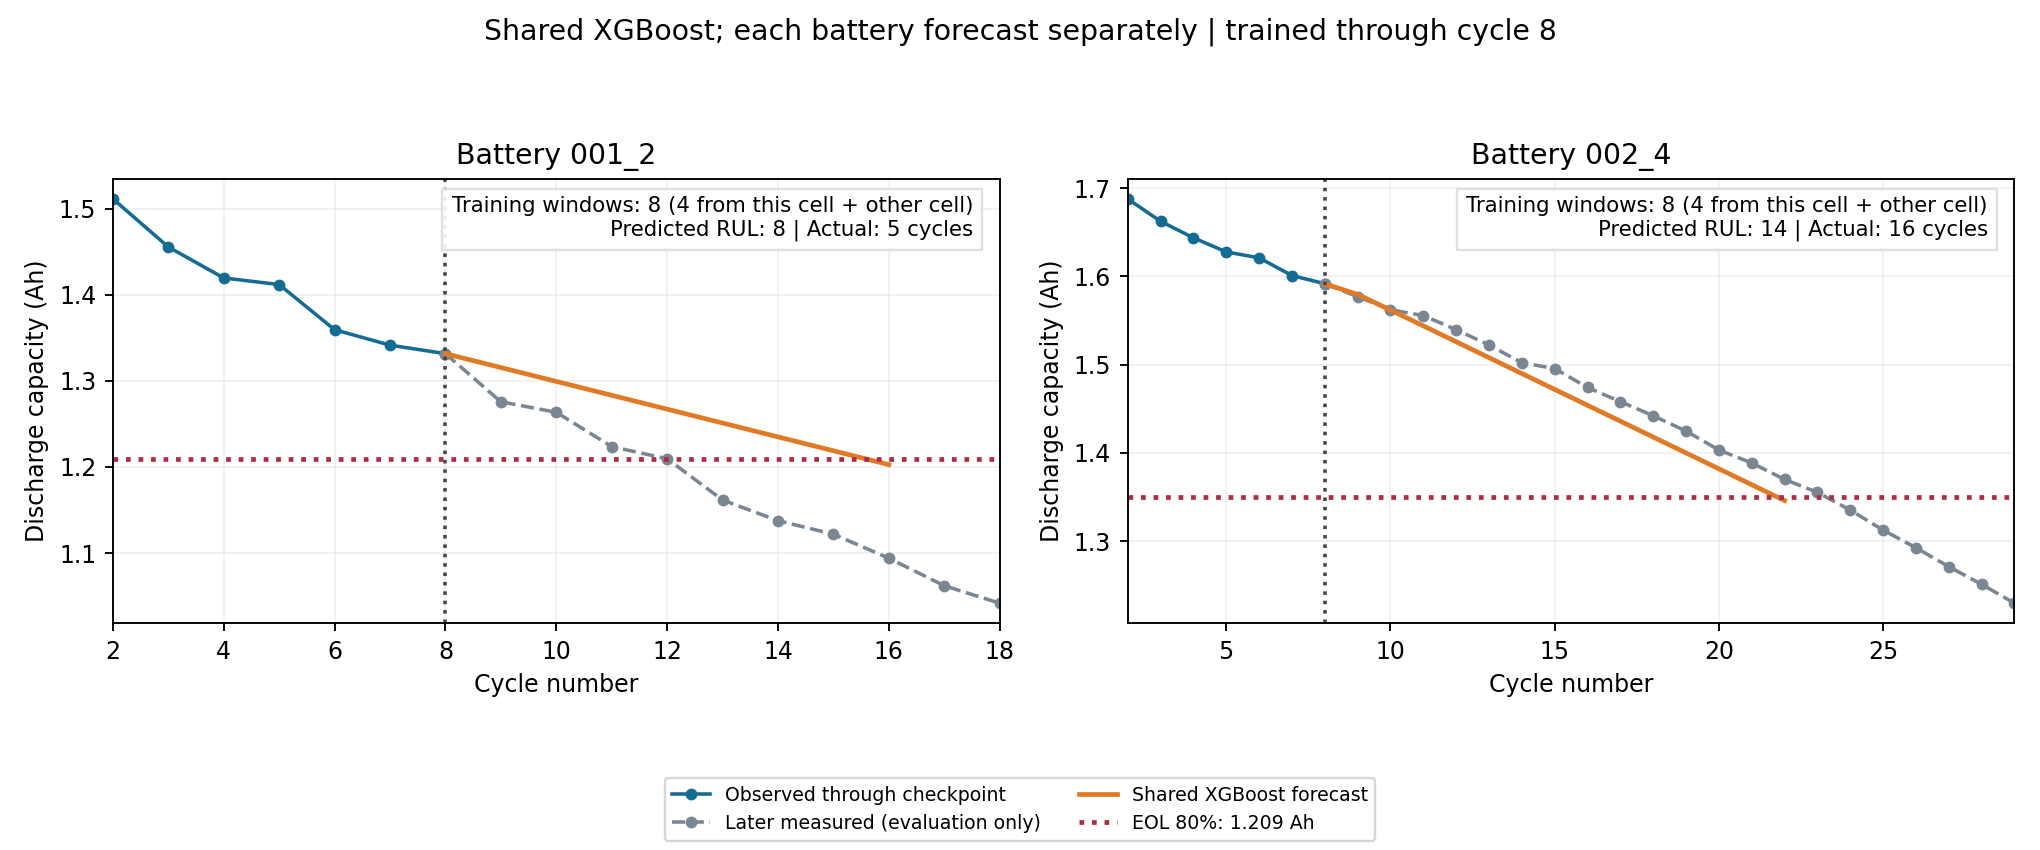 Shared XGBoost; each battery forecast separately | trained through cycle 8
Battery 001_2
Training windows: 8 (4 from this cell + other cell)
Predicted RUL: 8 | Actual: 5 cycles
Discharge capacity (Ah)
1.5
1.4
1.3
1.2
1.1
2
4
6
8
10
12
14
16
18
Cycle number
Battery 002_4
Training windows: 8 (4 from this cell + other cell)
Predicted RUL: 14 | Actual: 16 cycles
Discharge capacity (Ah)
1.7
1.6
1.5
1.4
1.3
5
10
15
20
25
Cycle number
Observed through checkpoint
Later measured (evaluation only)
Shared XGBoost forecast
EOL 80%: 1.209 Ah